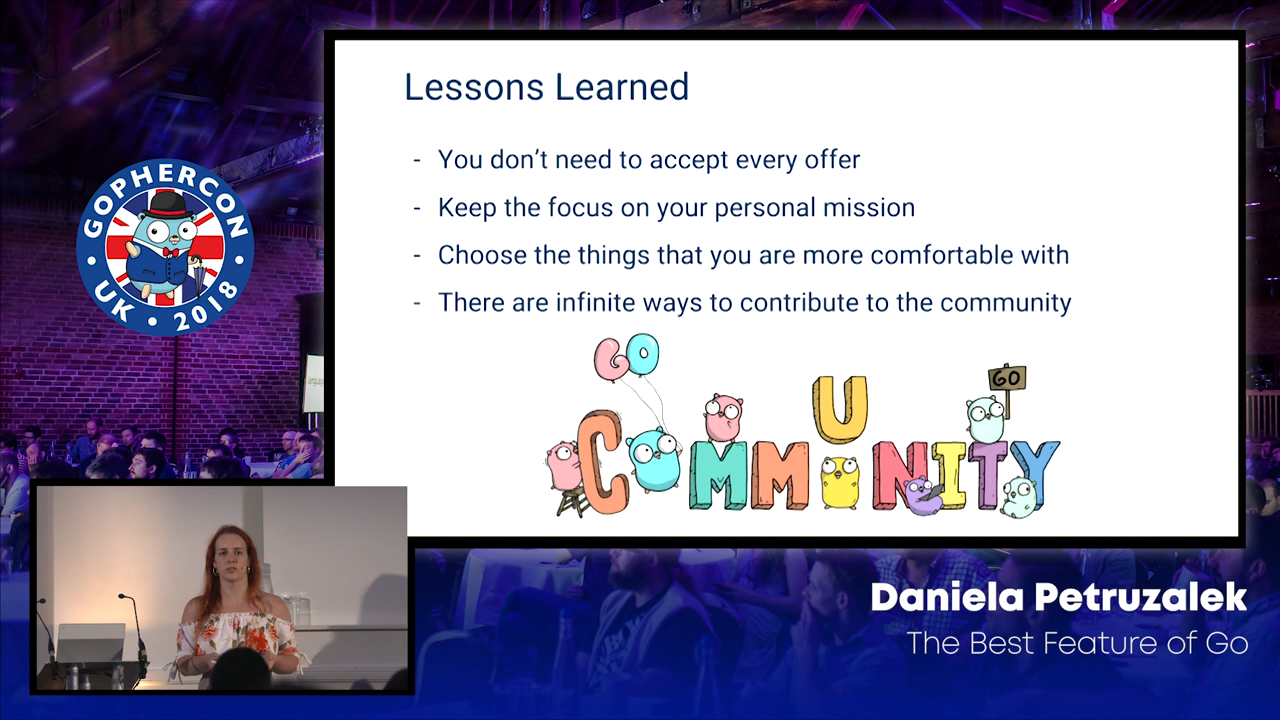 GOPHERCON
UK • 2018
Lessons Learned
- You don't need to accept every offer
- Keep the focus on your personal mission
- Choose the things that you are more comfortable with
- There are infinite ways to contribute to the community
GO
GO
COMMUNITY
Daniela Petruzalek
The Best Feature of Go